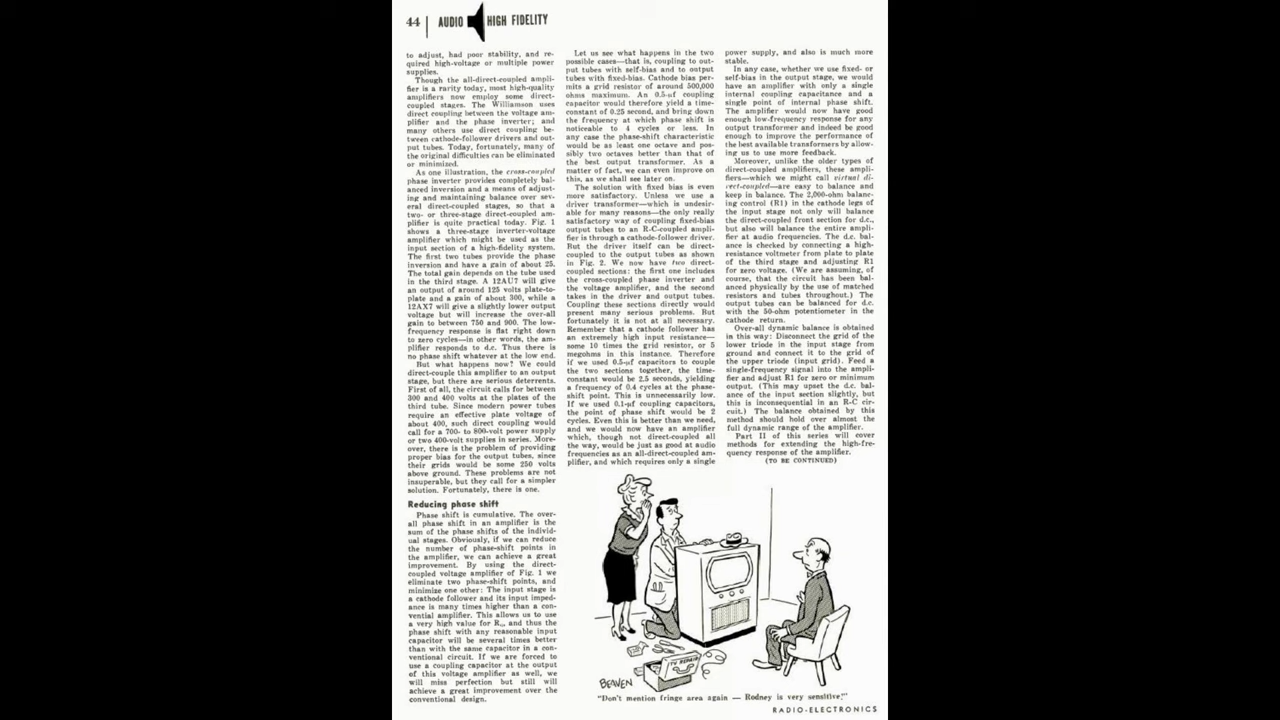 44 AUDIO HIGH FIDELITY
to adjust, had poor stability, and re-
quired high-voltage or multiple power
supplies.
Though the all-direct-coupled ampli-
fier is a rarity today, most high-quality
amplifiers now employ some direct-
coupled stages. The Williamson uses
direct coupling between the voltage am-
plifier and the phase inverter; and
many others use direct coupling be-
tween cathode-follower drivers and out-
put tubes. Today, fortunately, many of
the original difficulties can be eliminated
or minimized.
As one illustration, the cross-coupled
phase inverter provides completely bal-
anced inversion and a means of adjust-
ing and maintaining balance over sev-
eral direct-coupled stages, so that a
two- or three-stage direct-coupled am-
plifier is quite practical today. Fig. 1
shows a three-stage inverter-voltage
amplifier which might be used as the
input section of a high-fidelity system.
The first two tubes provide the phase
inversion and have a gain of about 25.
The total gain depends on the tube used
in the third stage. A 12AU7 will give
an output of around 125 volts plate-to-
plate and a gain of about 300, while a
12AX7 will give a slightly lower output
voltage but will increase the over-all
gain to between 750 and 900. The low-
frequency response is flat right down
to zero cycles—in other words, the am-
plifier responds to d.c. Thus there is
no phase shift whatever at the low end.
But what happens now? We could
direct-couple this amplifier to an output
stage, but there are serious deterrents.
First of all, the circuit calls for between
300 and 400 volts at the plates of the
third tube. Since modern power tubes
require an effective plate voltage of
about 400, such direct coupling would
call for a 700- to 800-volt power supply
or two 400-volt supplies in series. More-
over, there is the problem of providing
proper bias for the output tubes, since
their grids would be some 250 volts
above ground. These problems are not
insuperable, but they call for a simpler
solution. Fortunately, there is one.
Reducing phase shift
Phase shift is cumulative. The over-
all phase shift in an amplifier is the
sum of the phase shifts of the individ-
ual stages. Obviously, if we can reduce
the number of phase-shift points in
the amplifier, we can achieve a great
improvement. By using the direct-
coupled voltage amplifier of Fig. 1 we
eliminate two phase-shift points, and
minimize one other: The input stage is
a cathode follower and its input imped-
ance is many times higher than a con-
ventional amplifier. This allows us to use
a very high value for R, and thus the
phase shift with any reasonable input
capacitor will be several times better
than with the same capacitor in a con-
ventional circuit. If we are forced to
use a coupling capacitor at the output
of this voltage amplifier as well, we
will miss perfection but still will
achieve a great improvement over the
conventional design.
Let us see what happens in the two
possible cases—that is, coupling to out-
put tubes with self-bias and to output
tubes with fixed-bias. Cathode bias per-
mits a grid resistor of around 500,000
ohms maximum. An 0.5-μf coupling
capacitor would therefore yield a time-
constant of 0.25 second, and bring down
the frequency at which phase shift is
noticeable to 4 cycles or less. In
any case the phase-shift characteristic
would be as least one octave and pos-
sibly two octaves better than that of
the best output transformer. As a
matter of fact, we can even improve on
this, as we shall see later on.
The solution with fixed bias is even
more satisfactory. Unless we use a
driver transformer—which is undesir-
able for many reasons—the only really
satisfactory way of coupling fixed-bias
output tubes to an R-C-coupled ampli-
fier is through a cathode-follower driver.
But the driver itself can be direct-
coupled to the output tubes as shown
in Fig. 2. We now have two direct-
coupled sections: the first one includes
the cross-coupled phase inverter and
the voltage amplifier, and the second
takes in the driver and output tubes.
Coupling these sections directly would
present many serious problems. But
fortunately it is not at all necessary.
Remember that a cathode follower has
an extremely high input resistance—
some 10 times the grid resistor, or 5
megohms in this instance. Therefore
if we used 0.5-μf capacitors to couple
the two sections together, the time-
constant would be 2.5 seconds, yielding
a frequency of 0.4 cycles at the phase-
shift point. This is unnecessarily low.
If we used 0.1-μf coupling capacitors,
the point of phase shift would be 2
cycles. Even this is better than we need,
and we would now have an amplifier
which, though not direct-coupled all
the way, would be just as good at audio
frequencies as an all-direct-coupled am-
plifier, and which requires only a single
power supply, and also is much more
stable.
In any case, whether we use fixed- or
self-bias in the output stage, we would
have an amplifier with only a single
internal coupling capacitance and a
single point of internal phase shift.
The amplifier would now have good
enough low-frequency response for any
output transformer and indeed be good
enough to improve the performance of
the best available transformers by allow-
ing us to use more feedback.
Moreover, unlike the older types of
direct-coupled amplifiers, these ampli-
fiers—which we might call virtual di-
rect-coupled—are easy to balance and
keep in balance. The 2,000-ohm balanc-
ing control (R1) in the cathode legs of
the input stage not only will balance
the direct-coupled front section for d.c.,
but also will balance the entire ampli-
fier at audio frequencies. The d.c. bal-
ance is checked by connecting a high-
resistance voltmeter from plate to plate
of the third stage and adjusting R1
for zero voltage. (We are assuming, of
course, that the circuit has been bal-
anced physically by the use of matched
resistors and tubes throughout.) The
output tubes can be balanced for d.c.
with the 50-ohm potentiometer in the
cathode return.
Over-all dynamic balance is obtained
in this way: Disconnect the grid of the
lower triode in the input stage from
ground and connect it to the grid of
the upper triode (input grid). Feed a
single-frequency signal into the ampli-
fier and adjust R1 for zero or minimum
output. (This may upset the d.c. bal-
ance of the input section slightly, but
this is inconsequential in an R-C cir-
cuit.) The balance obtained by this
method should hold over almost the
full dynamic range of the amplifier.
Part II of this series will cover
methods for extending the high-fre-
quency response of the amplifier.
(TO BE CONTINUED)
TV REPAIR
BEAVEN
"Don't mention fringe area again — Rodney is very sensitive."
RADIO-ELECTRONICS